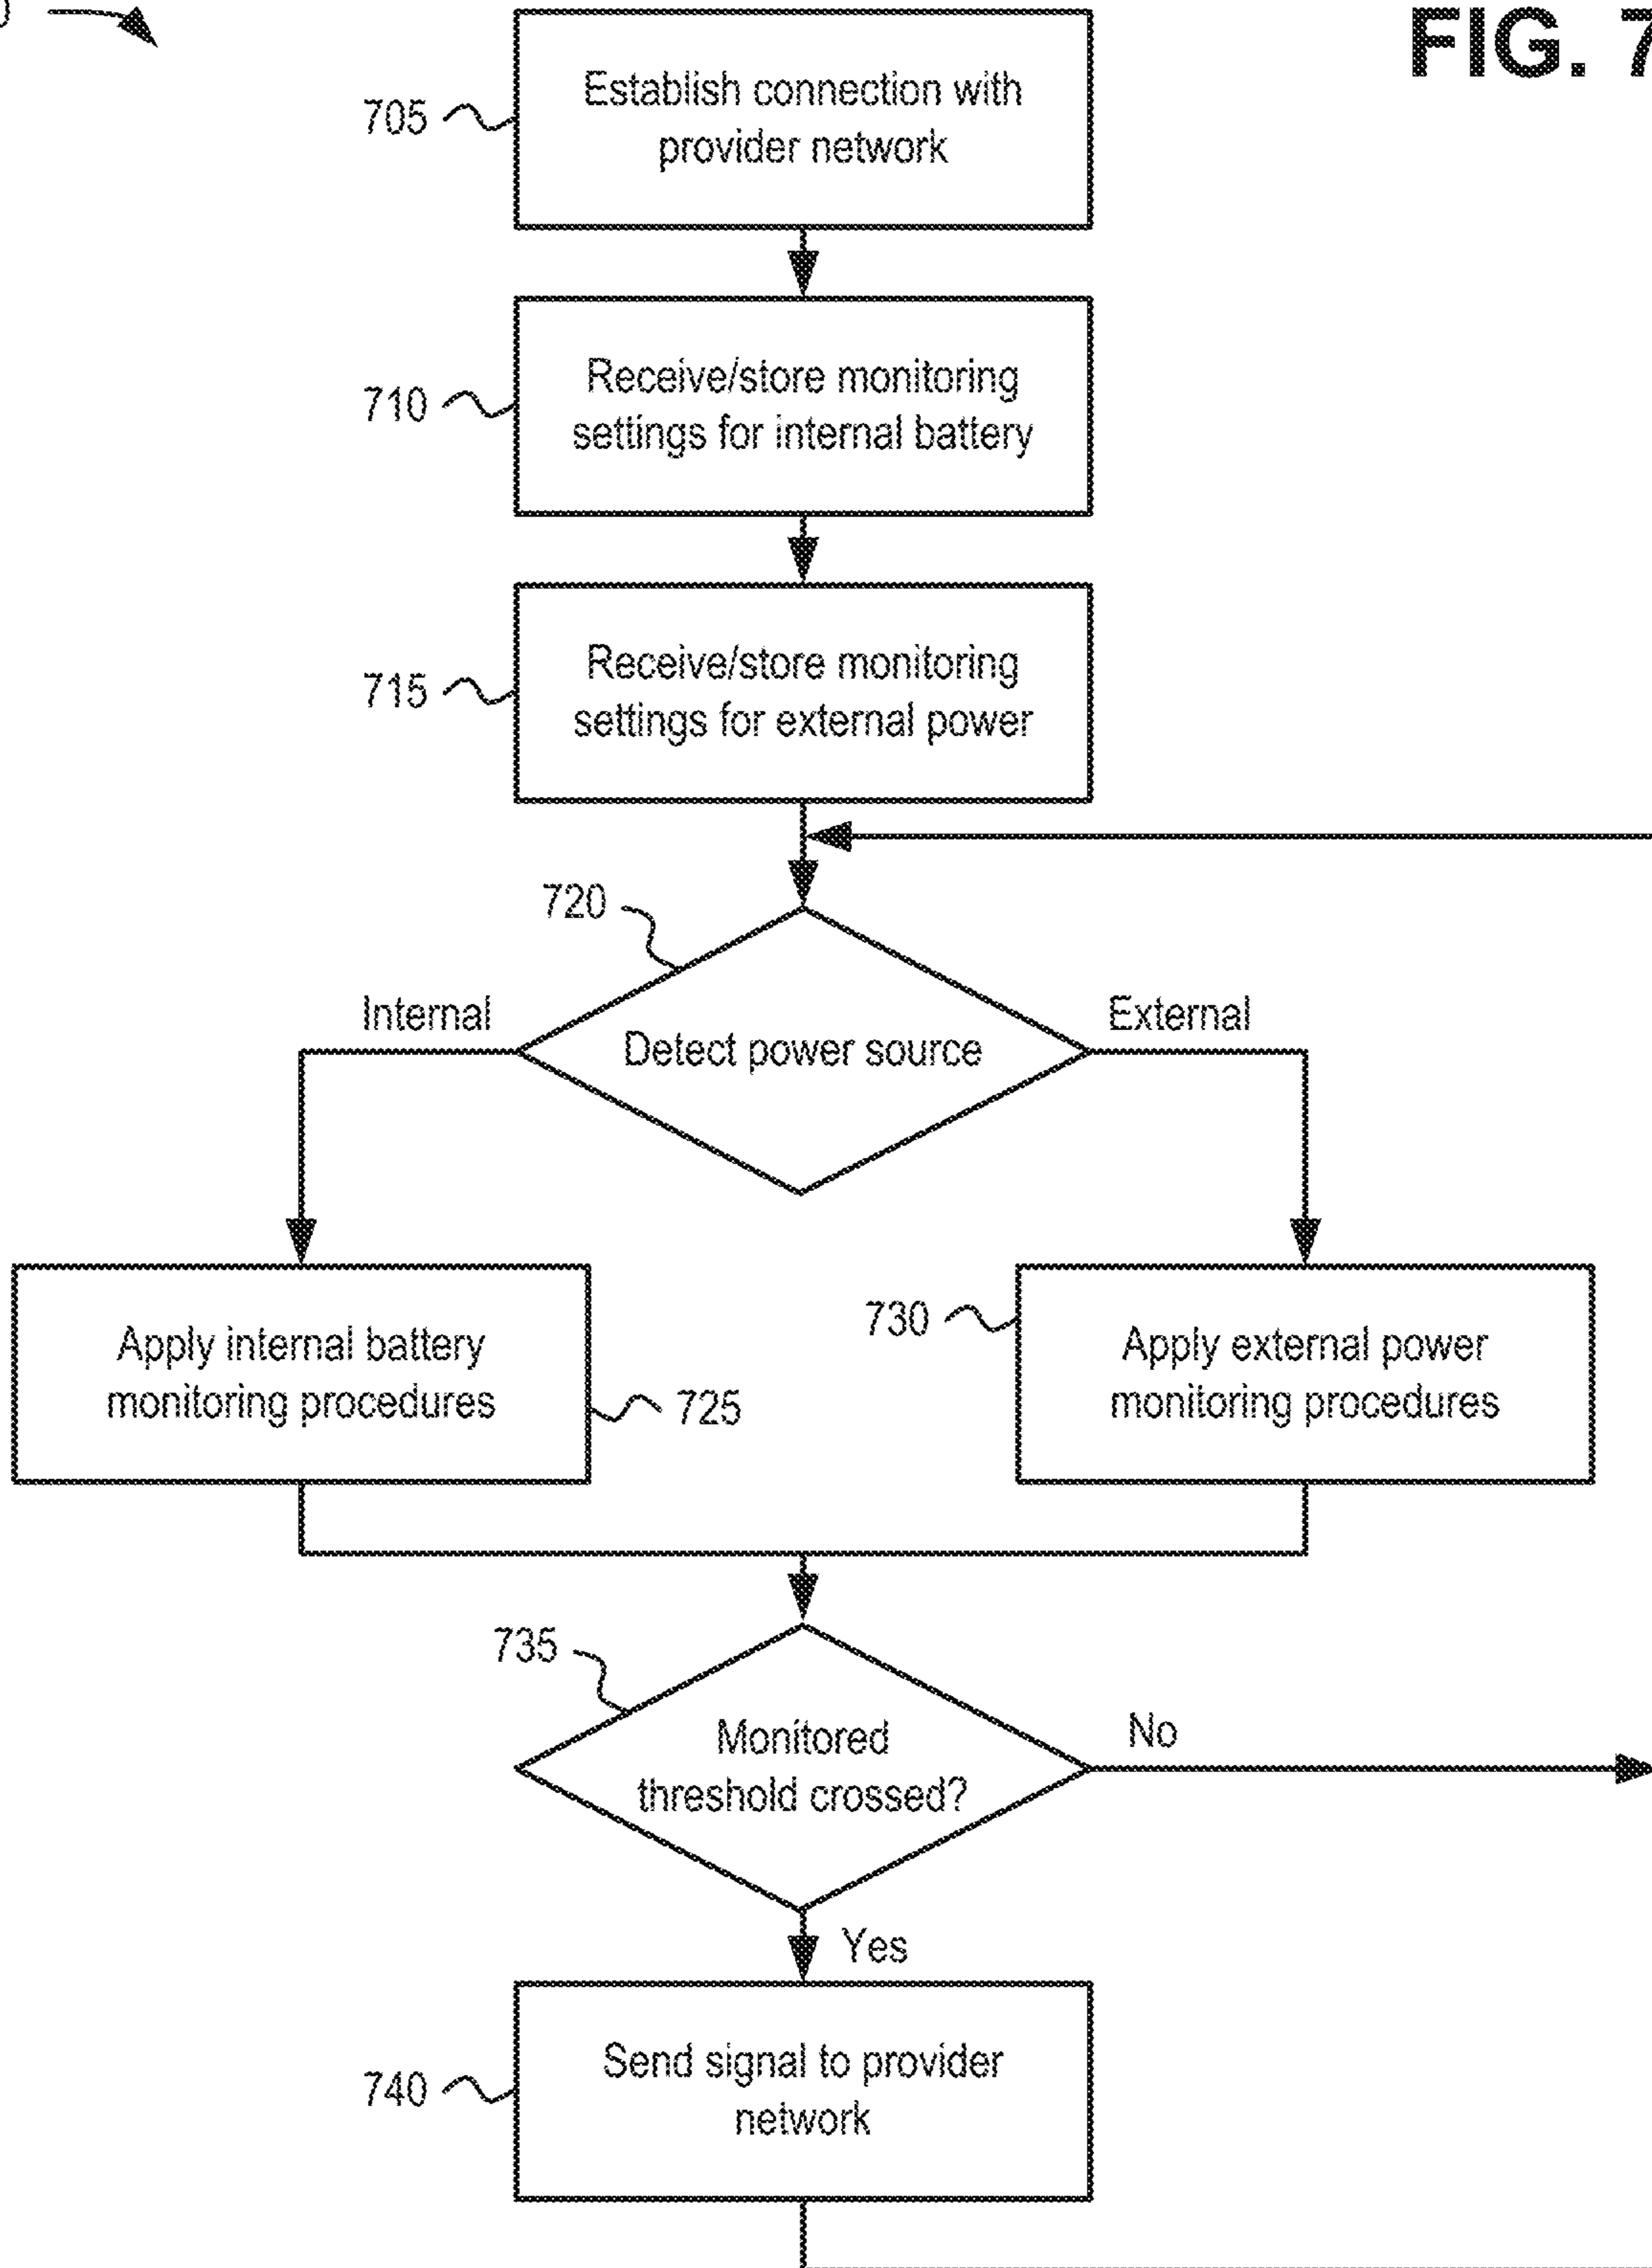 FIG. 7
705
Establish connection with
provider network
710
Receive/store monitoring
settings for internal battery
715
Receive/store monitoring
settings for external power
720
Internal
Detect power source
External
Apply internal battery
monitoring procedures
725
730
Apply external power
monitoring procedures
735
Monitored
threshold crossed?
No
Yes
740
Send signal to provider
network